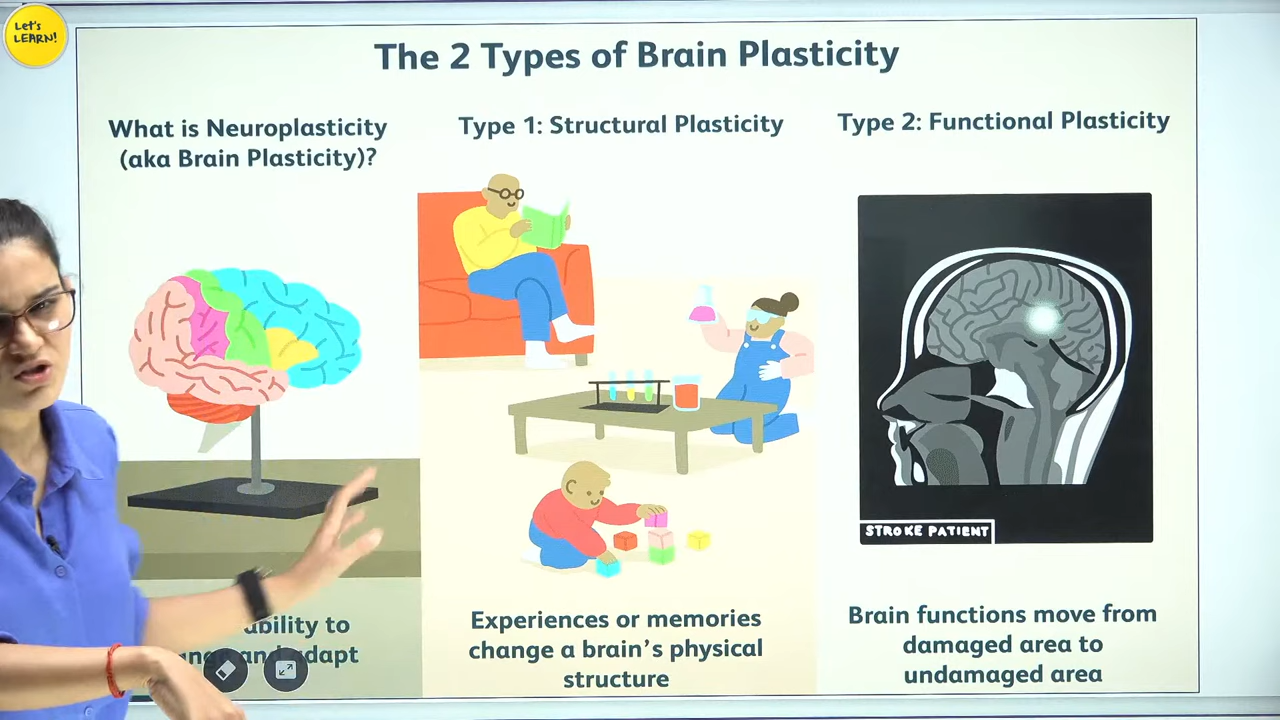 Let's
LEARN!
The 2 Types of Brain Plasticity
What is Neuroplasticity
(aka Brain Plasticity)?
Type 1: Structural Plasticity
Type 2: Functional Plasticity
STROKE PATIENT
ability to
and adapt
Experiences or memories
change a brain's physical
structure
Brain functions move from
damaged area to
undamaged area